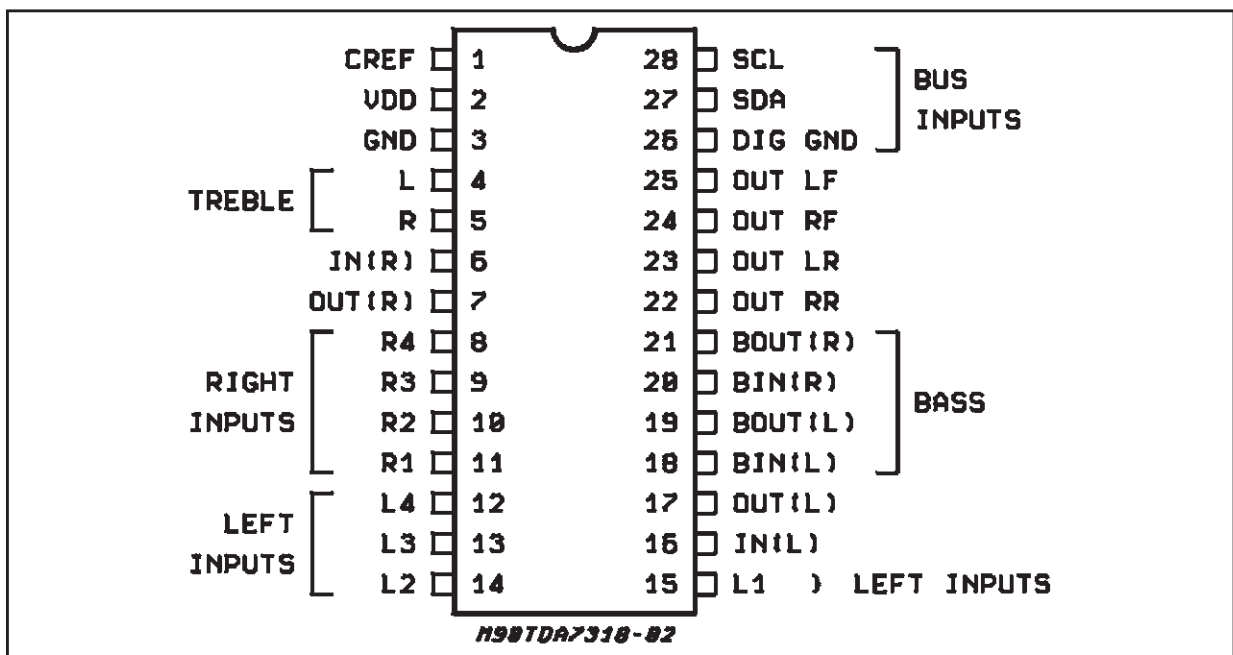 CREF 1 28 SCL
VDD 2 27 SDA
GND 3 26 DIG GND
BUS
INPUTS
L 4 25 OUT LF
TREBLE
R 5 24 OUT RF
IN(R) 6 23 OUT LR
OUT(R) 7 22 OUT RR
R4 8 21 BOUT(R)
RIGHT
INPUTS
R3 9 20 BIN(R)
BASS
R2 10 19 BOUT(L)
R1 11 18 BIN(L)
L4 12 17 OUT(L)
LEFT
INPUTS
L3 13 16 IN(L)
L2 14 15 L1 ) LEFT INPUTS
M90TDA7318-02